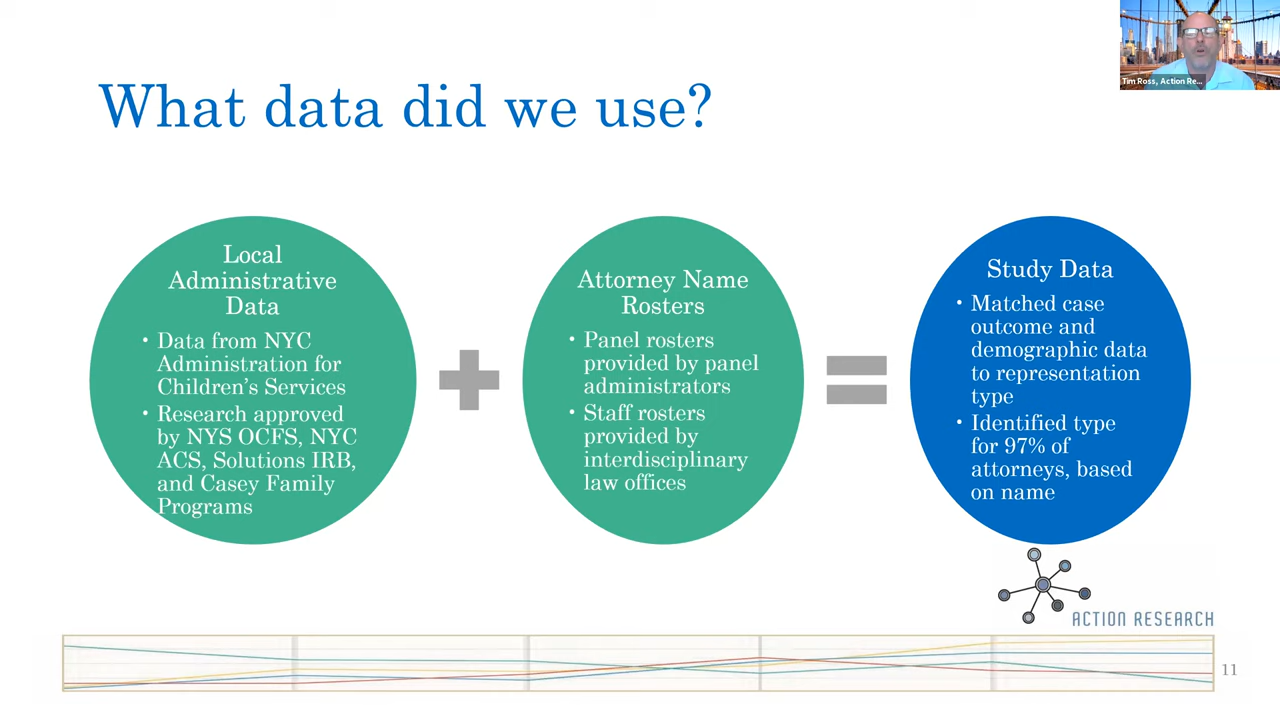 Tim Ross, Action Re...
What data did we use?
Local
Administrative
Data
• Data from NYC
Administration for
Children's Services
• Research approved
by NYS OCFS, NYC
ACS, Solutions IRB,
and Casey Family
Programs
Attorney Name
Rosters
• Panel rosters
provided by panel
administrators
• Staff rosters
provided by
interdisciplinary
law offices
Study Data
• Matched case
outcome and
demographic data
to representation
type
• Identified type
for 97% of
attorneys, based
on name
ACTION RESEARCH
11